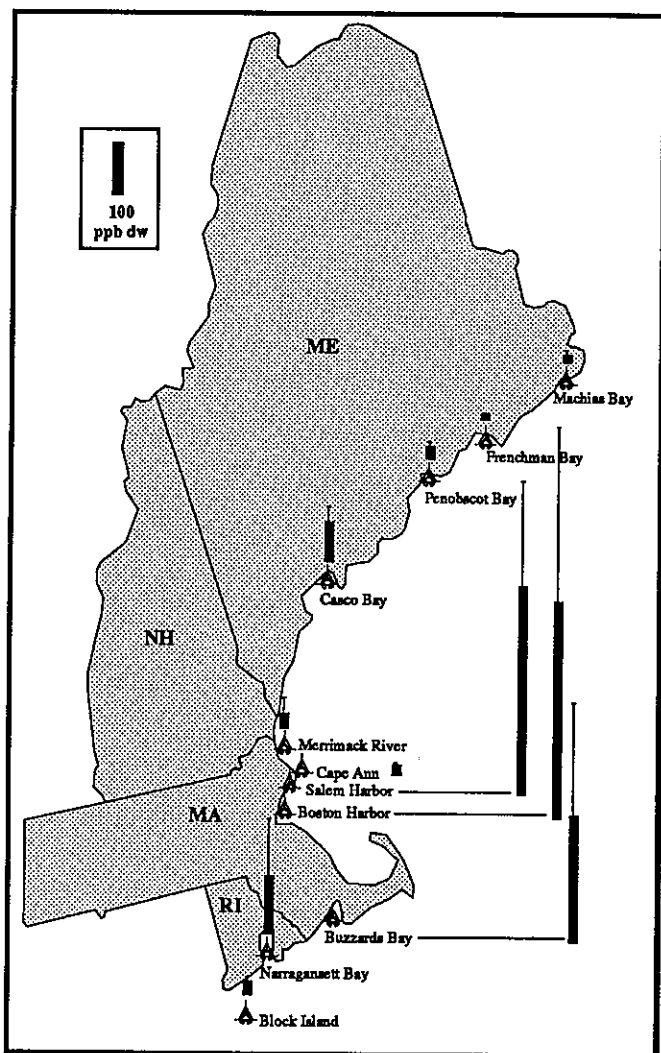 100
ppb dw
ME
Machias Bay
Frenchman Bay
Penobscot Bay
Casco Bay
NH
Merrimack River
Cape Ann
Salem Harbor
MA
Boston Harbor
RI
Buzzards Bay
Narragansett Bay
Block Island